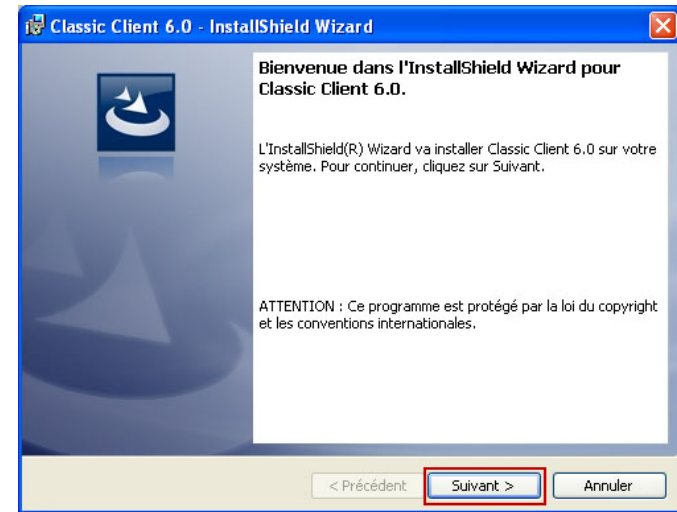 Classic Client 6.0 - InstallShield Wizard
Bienvenue dans l'InstallShield Wizard pour
Classic Client 6.0.
L'InstallShield(R) Wizard va installer Classic Client 6.0 sur votre
système. Pour continuer, cliquez sur Suivant.
ATTENTION : Ce programme est protégé par la loi du copyright
et les conventions internationales.
< Précédent Suivant > Annuler